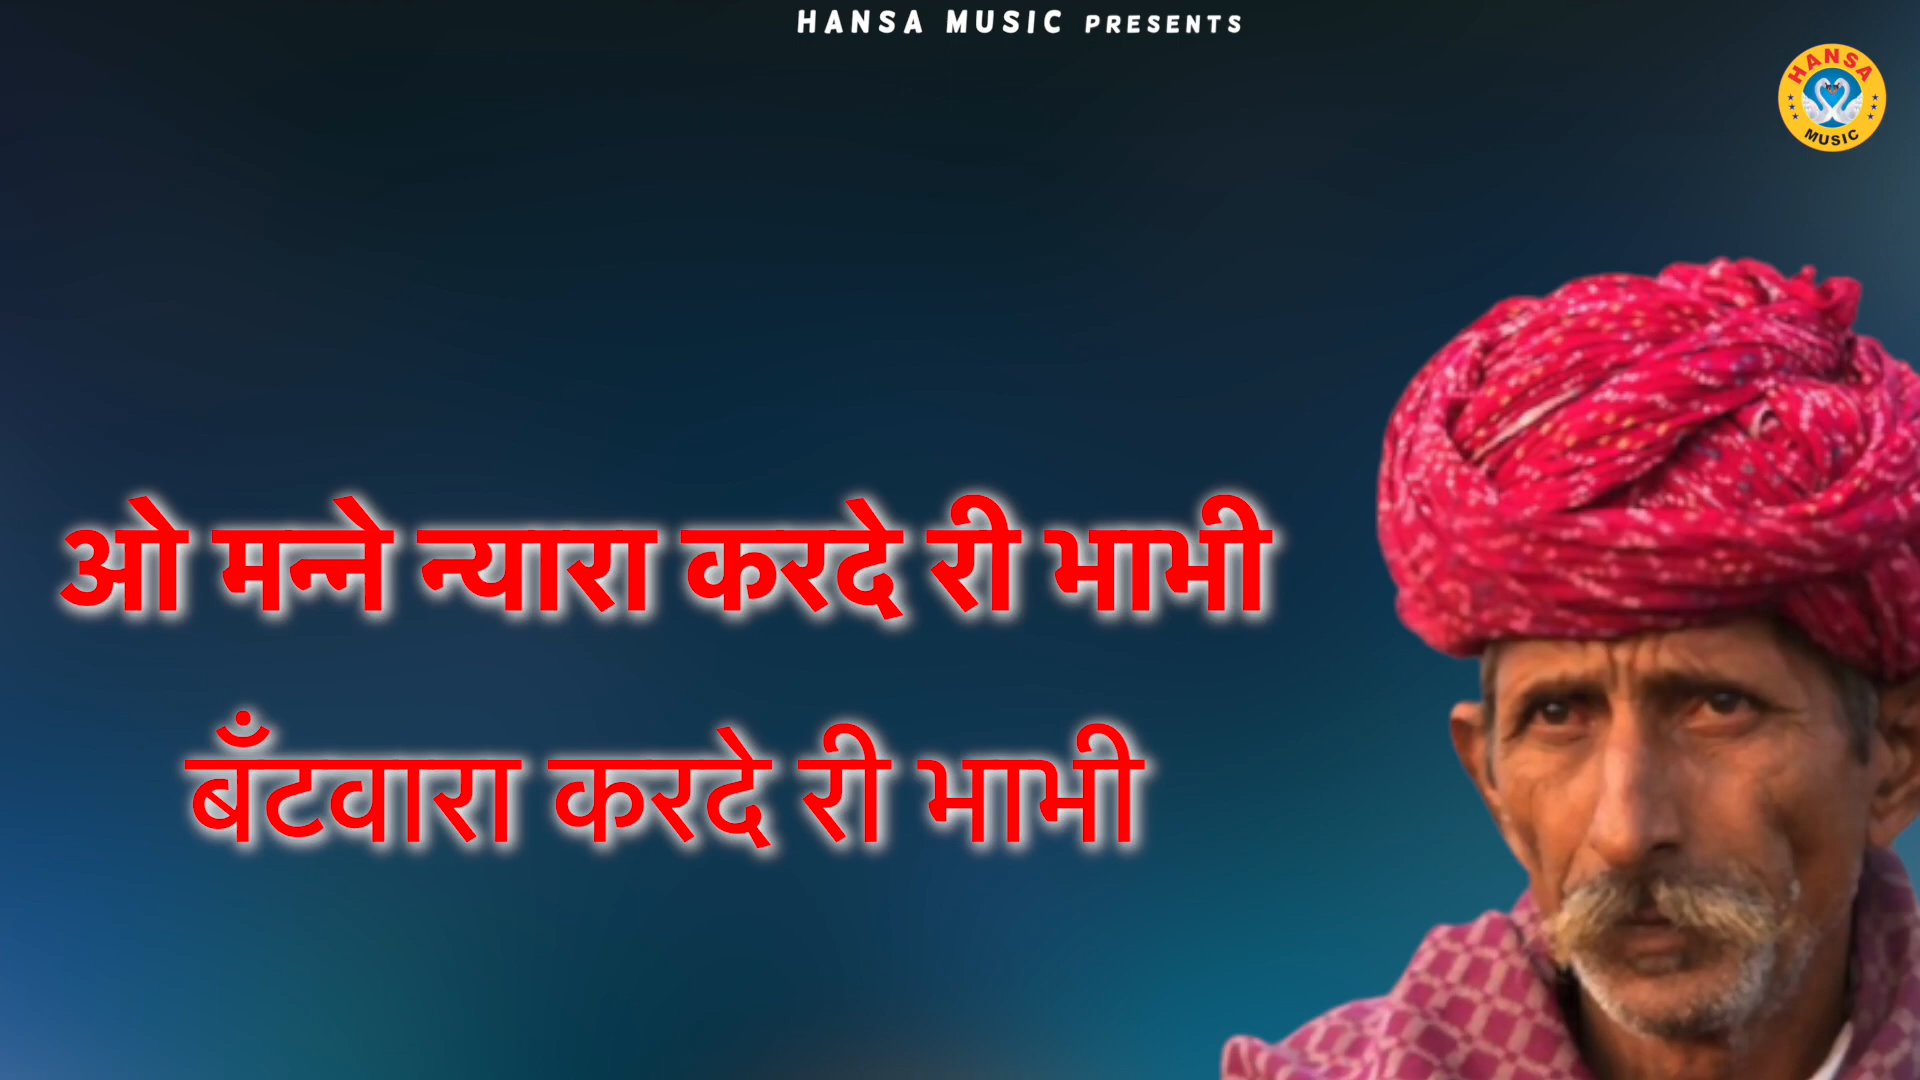 HANSA MUSIC PRESENTS
HANSA
MUSIC
ओ मन्ने न्यारा करदे री भाभी
बँटवारा करदे री भाभी